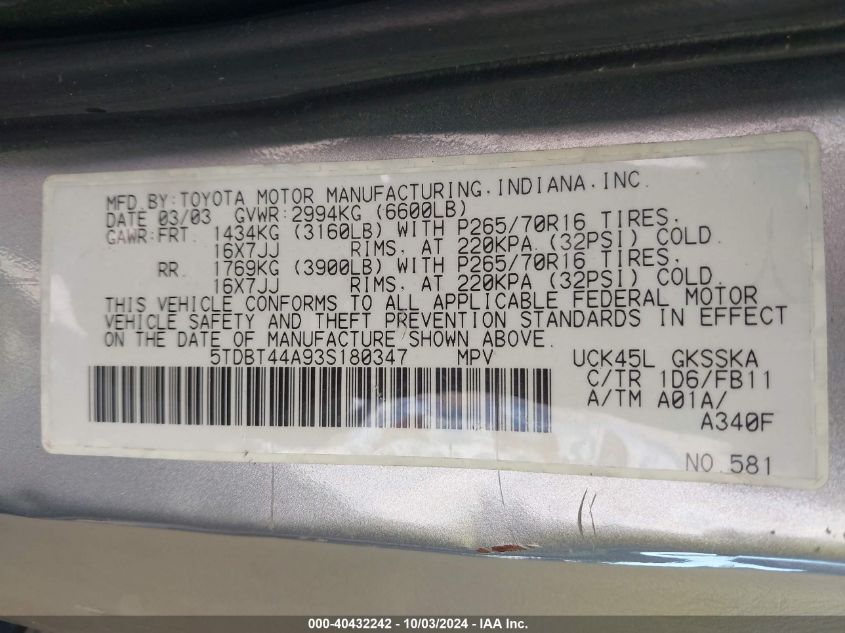 MFD.BY:TOYOTA MOTOR MANUFACTURING.INDIANA.INC.
DATE 03/03 GVWR:2994KG (6600LB)
GAWR:FRT 1434KG (3160LB) WITH P265/70R16 TIRES.
16X7JJ RIMS. AT 220KPA (32PSI) COLD.
RR. 1769KG (3900LB) WITH P265/70R16 TIRES.
16X7JJ RIMS. AT 220KPA (32PSI) COLD.
THIS VEHICLE CONFORMS TO ALL APPLICABLE FEDERAL MOTOR
VEHICLE SAFETY AND THEFT PREVENTION STANDARDS IN EFFECT
ON THE DATE OF MANUFACTURE SHOWN ABOVE.
5TDBT44A93S180347 MPV UCK45L GKSSKA
C/TR 1D6/FB11
A/TM A01A/
A340F
NO.581
000-40432242 - 10/03/2024 - IAA Inc.